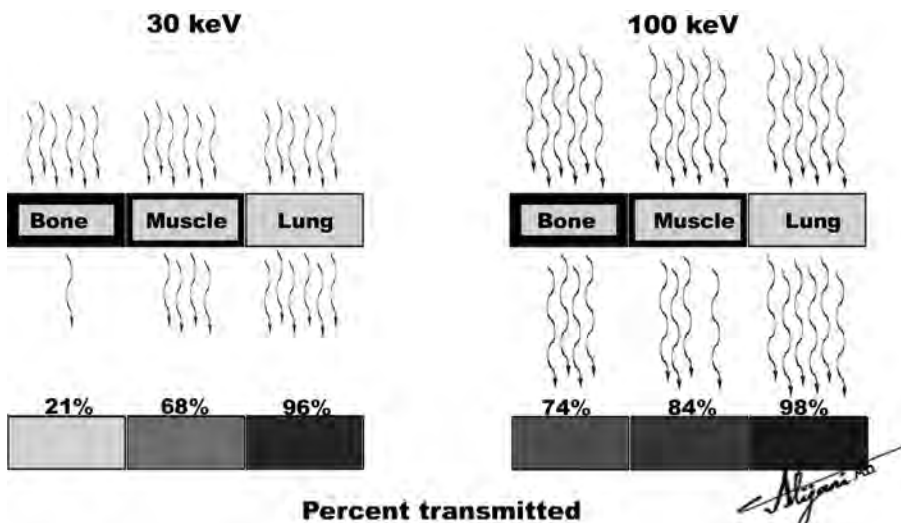 30 keV 100 keV
Bone Muscle Lung Bone Muscle Lung
21% 68% 96% 74% 84% 98%
Percent transmitted